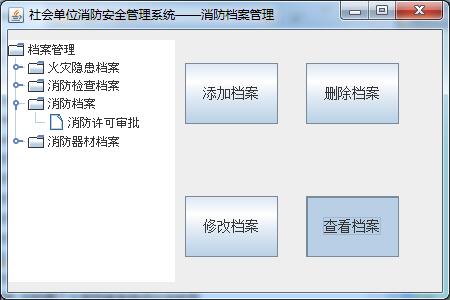 社会单位消防安全管理系统——消防档案管理
档案管理
火灾隐患档案
消防检查档案
消防档案
消防许可审批
消防器材档案
添加档案
删除档案
修改档案
查看档案